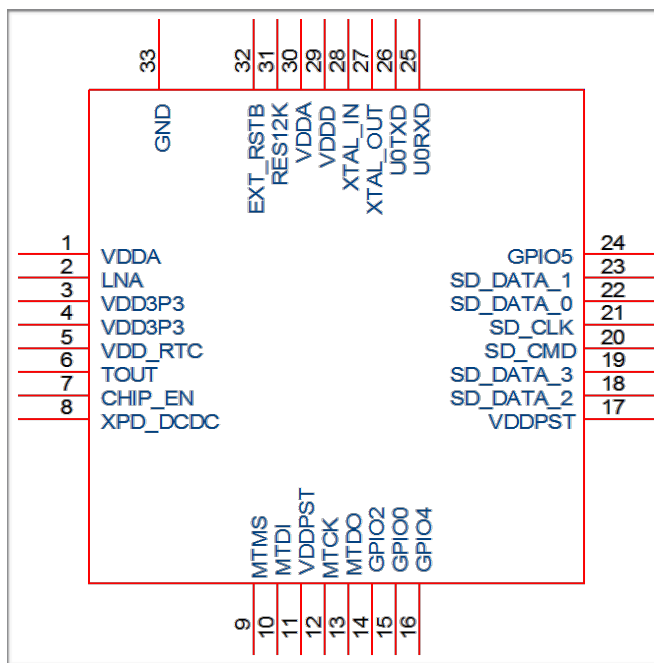 33
32
31
30
29
28
27
26
25
GND
EXT_RSTB
RES12K
VDDA
VDDD
XTAL_IN
XTAL_OUT
U0TXD
U0RXD
1 VDDA
2 LNA
3 VDD3P3
4 VDD3P3
5 VDD_RTC
6 TOUT
7 CHIP_EN
8 XPD_DCDC
GPIO5 24
SD_DATA_1 23
SD_DATA_0 22
SD_CLK 21
SD_CMD 20
SD_DATA_3 19
SD_DATA_2 18
VDDPST 17
MTMS
MTDI
VDDPST
MTCK
MTDO
GPIO2
GPIO0
GPIO4
9
10
11
12
13
14
15
16